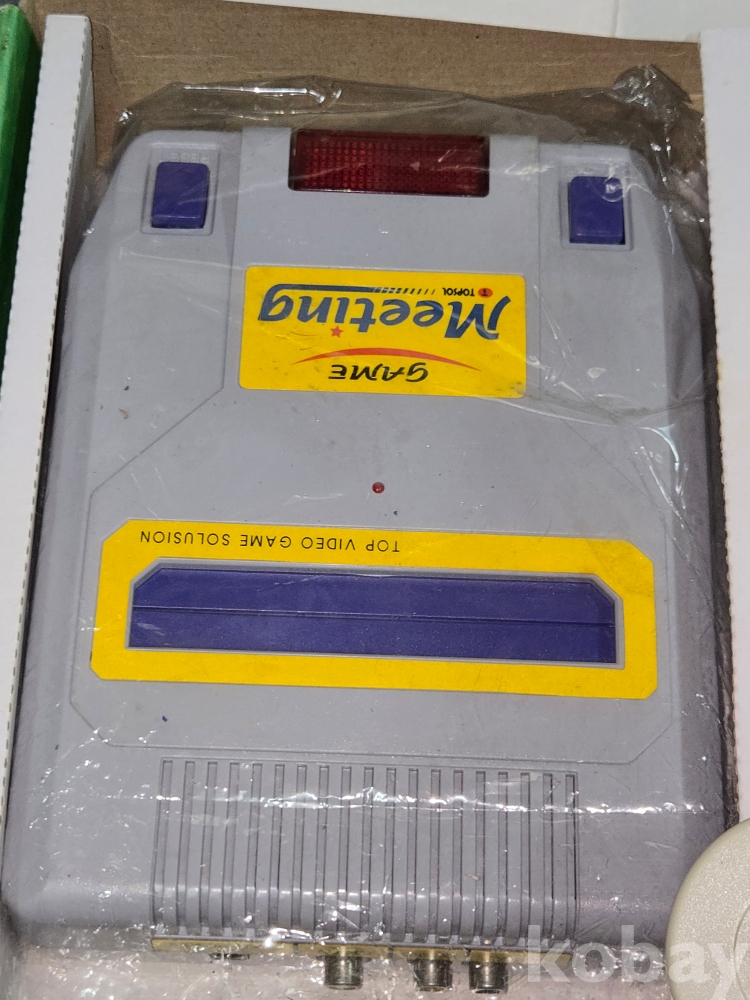 GAME
Meeting
TOPSOL
TOP VIDEO GAME SOLUSION
kobay